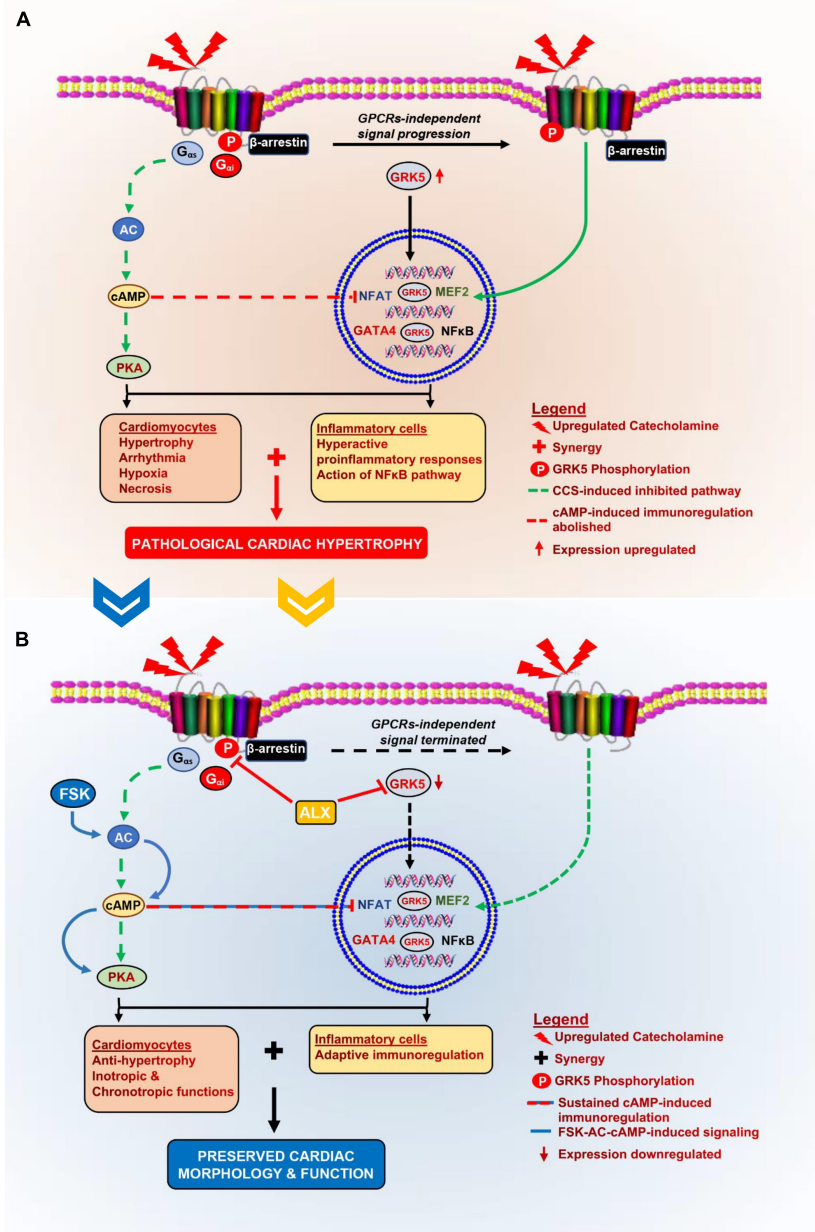 A
GPCRs-independent
signal progression
P
β-arrestin
Gαs
Gαi
P
β-arrestin
GRK5
AC
cAMP
NFAT
GRK5
MEF2
GATA4
GRK5
NFκB
PKA
Cardiomyocytes
Hypertrophy
Arrhythmia
Hypoxia
Necrosis
Inflammatory cells
Hyperactive
proinflammatory responses
Action of NFκB pathway
PATHOLOGICAL CARDIAC HYPERTROPHY
Legend
Upregulated Catecholamine
Synergy
P GRK5 Phosphorylation
CCS-induced inhibited pathway
cAMP-induced immunoregulation
abolished
Expression upregulated
B
GPCRs-independent
signal terminated
P
β-arrestin
Gαs
Gαi
GRK5
FSK
ALX
AC
cAMP
NFAT
GRK5
MEF2
GATA4
GRK5
NFκB
PKA
Cardiomyocytes
Anti-hypertrophy
Inotropic &
Chronotropic functions
Inflammatory cells
Adaptive immunoregulation
PRESERVED CARDIAC
MORPHOLOGY & FUNCTION
Legend
Upregulated Catecholamine
Synergy
P GRK5 Phosphorylation
Sustained cAMP-induced
immunoregulation
FSK-AC-cAMP-induced signaling
Expression downregulated